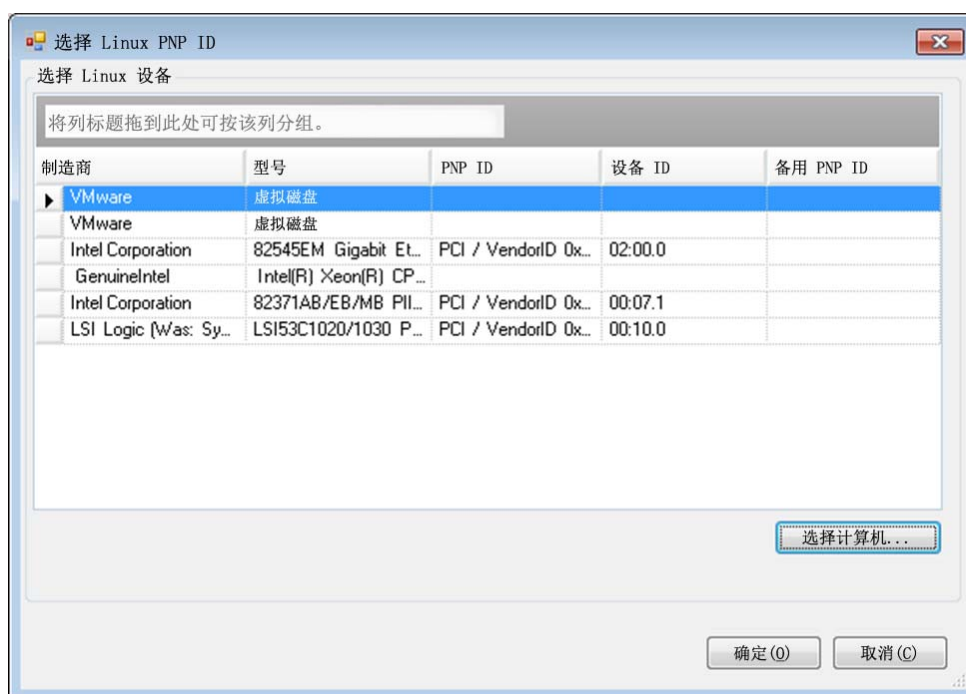 选择 Linux PNP ID
选择 Linux 设备
将列标题拖到此处可按该列分组。
制造商 型号 PNP ID 设备 ID 备用 PNP ID
VMware 虚拟磁盘
VMware 虚拟磁盘
Intel Corporation 82545EM Gigabit Et... PCI / VendorID 0x... 02:00.0
GenuineIntel Intel(R) Xeon(R) CP...
Intel Corporation 82371AB/EB/MB PII... PCI / VendorID 0x... 00:07.1
LSI Logic (Was: Sy... LSI53C1020/1030 P... PCI / VendorID 0x... 00:10.0
选择计算机...
确定(O) 取消(C)